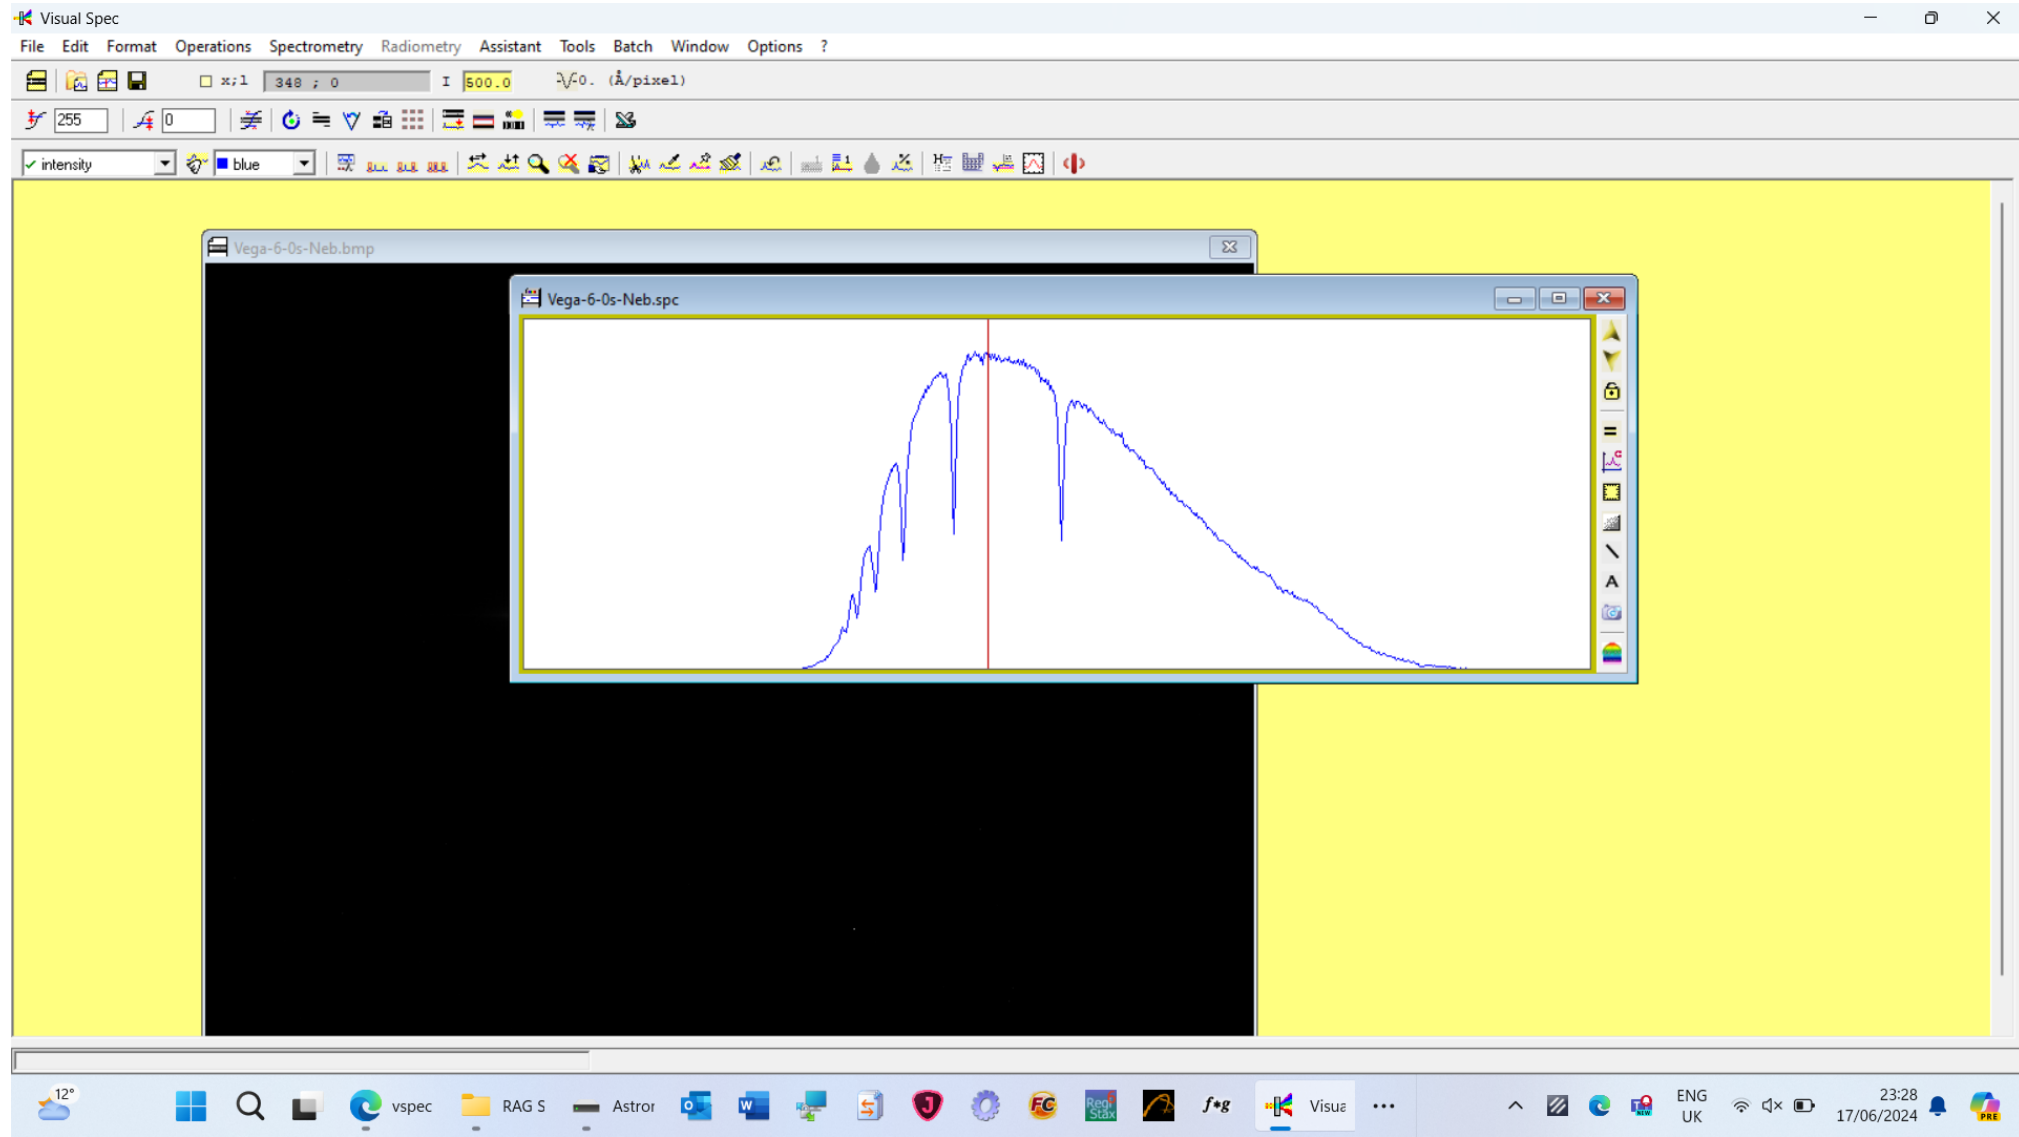 Visual Spec
File Edit Format Operations Spectrometry Radiometry Assistant Tools Batch Window Options ?
x;l 348 ; 0 I 500.0 0. (Å/pixel)
255 0
intensity blue
Vega-6-0s-Neb.bmp
Vega-6-0s-Neb.spc
A
12°
vspec
RAG S
Astror
f*g
Visua
ENG
UK
23:28
17/06/2024
PRE